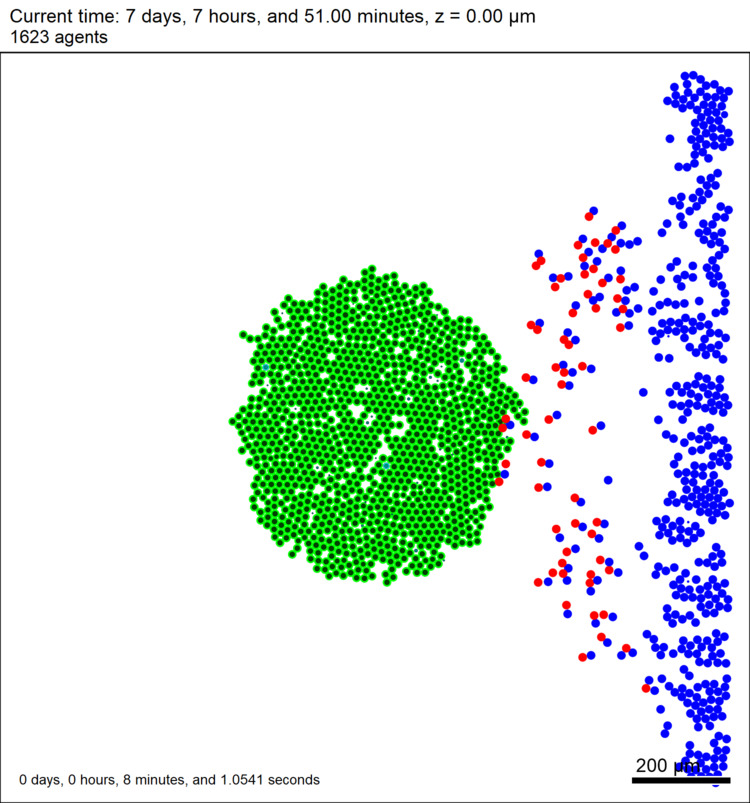 Current time: 7 days, 7 hours, and 51.00 minutes, z = 0.00 μm
1623 agents
200 μm
0 days, 0 hours, 8 minutes, and 1.0541 seconds